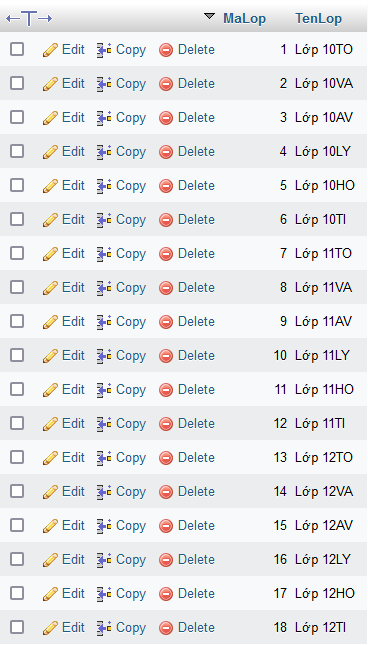 MaLop TenLop
Edit Copy Delete 1 Lớp 10TO
Edit Copy Delete 2 Lớp 10VA
Edit Copy Delete 3 Lớp 10AV
Edit Copy Delete 4 Lớp 10LY
Edit Copy Delete 5 Lớp 10HO
Edit Copy Delete 6 Lớp 10TI
Edit Copy Delete 7 Lớp 11TO
Edit Copy Delete 8 Lớp 11VA
Edit Copy Delete 9 Lớp 11AV
Edit Copy Delete 10 Lớp 11LY
Edit Copy Delete 11 Lớp 11HO
Edit Copy Delete 12 Lớp 11TI
Edit Copy Delete 13 Lớp 12TO
Edit Copy Delete 14 Lớp 12VA
Edit Copy Delete 15 Lớp 12AV
Edit Copy Delete 16 Lớp 12LY
Edit Copy Delete 17 Lớp 12HO
Edit Copy Delete 18 Lớp 12TI